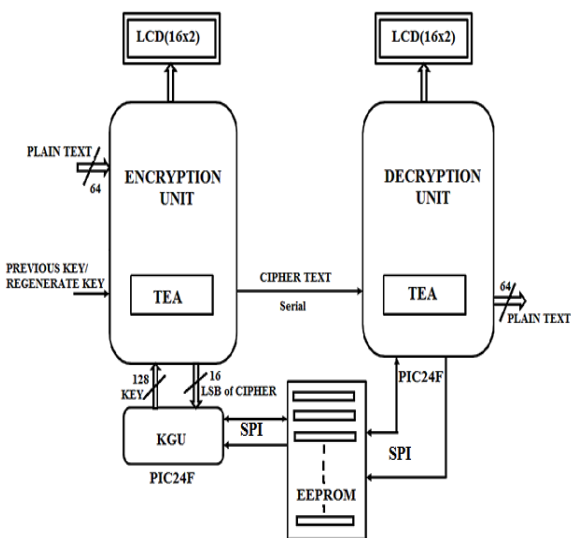 LCD(16x2)
LCD(16x2)
PLAIN TEXT
64
ENCRYPTION
UNIT
DECRYPTION
UNIT
PREVIOUS KEY/
REGENERATE KEY
TEA
CIPHER TEXT
Serial
TEA
64
PLAIN TEXT
128
KEY
16
LSB of CIPHER
PIC24F
KGU
SPI
SPI
PIC24F
EEPROM